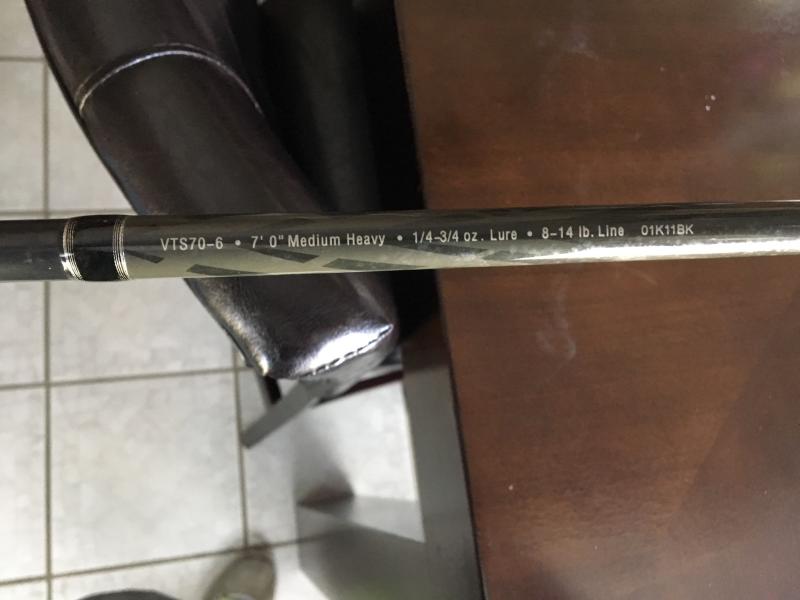 VTS70-6 • 7' 0" Medium Heavy • 1/4-3/4 oz. Lure • 8-14 lb. Line 01K11BK